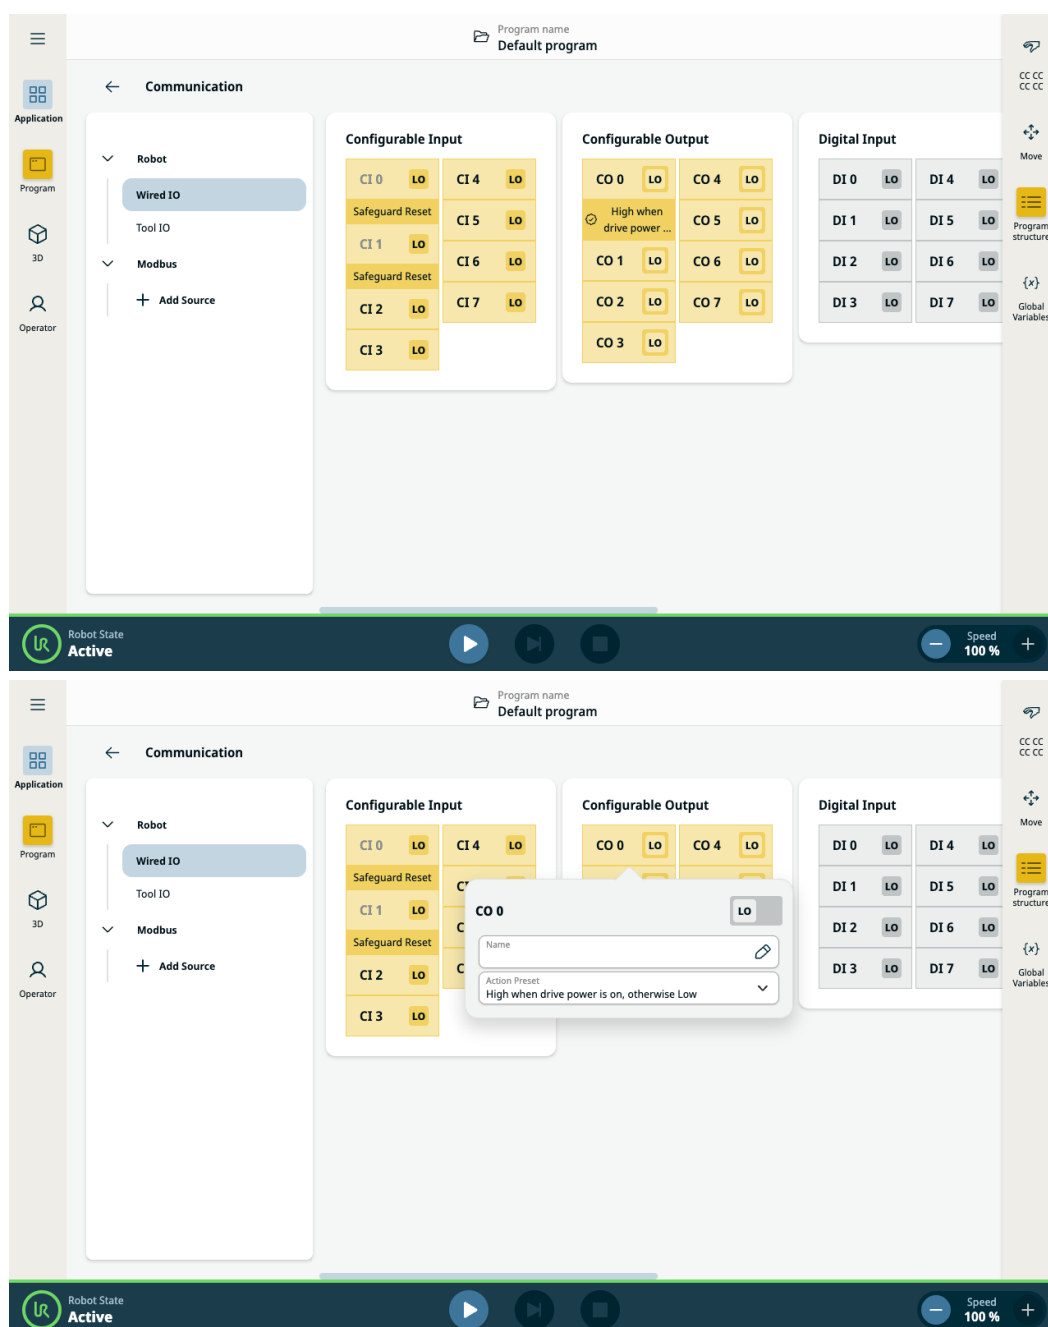 Program name
Default program
Application
Program
3D
Operator
Communication
Robot
Wired IO
Tool IO
Modbus
Add Source
Configurable Input
CI 0 LO CI 4 LO
Safeguard Reset
CI 5 LO
CI 1 LO
CI 6 LO
Safeguard Reset
CI 2 LO CI 7 LO
CI 3 LO
Configurable Output
CO 0 LO CO 4 LO
High when
drive power ...
CO 5 LO
CO 1 LO CO 6 LO
CO 2 LO CO 7 LO
CO 3 LO
Digital Input
DI 0 LO DI 4 LO
DI 1 LO DI 5 LO
DI 2 LO DI 6 LO
DI 3 LO DI 7 LO
CC CC
CC CC
Move
Program
structure
{x}
Global
Variables
UR
Robot State
Active
Speed
100 %
Program name
Default program
Application
Program
3D
Operator
Communication
Robot
Wired IO
Tool IO
Modbus
Add Source
Configurable Input
CI 0 LO CI 4 LO
Safeguard Reset
CI 1 LO
Safeguard Reset
CI 2 LO
CI 3 LO
Configurable Output
CO 0 LO CO 4 LO
CO 0 LO
Name
Action Preset
High when drive power is on, otherwise Low
Digital Input
DI 0 LO DI 4 LO
DI 1 LO DI 5 LO
DI 2 LO DI 6 LO
DI 3 LO DI 7 LO
CC CC
CC CC
Move
Program
structure
{x}
Global
Variables
UR
Robot State
Active
Speed
100 %